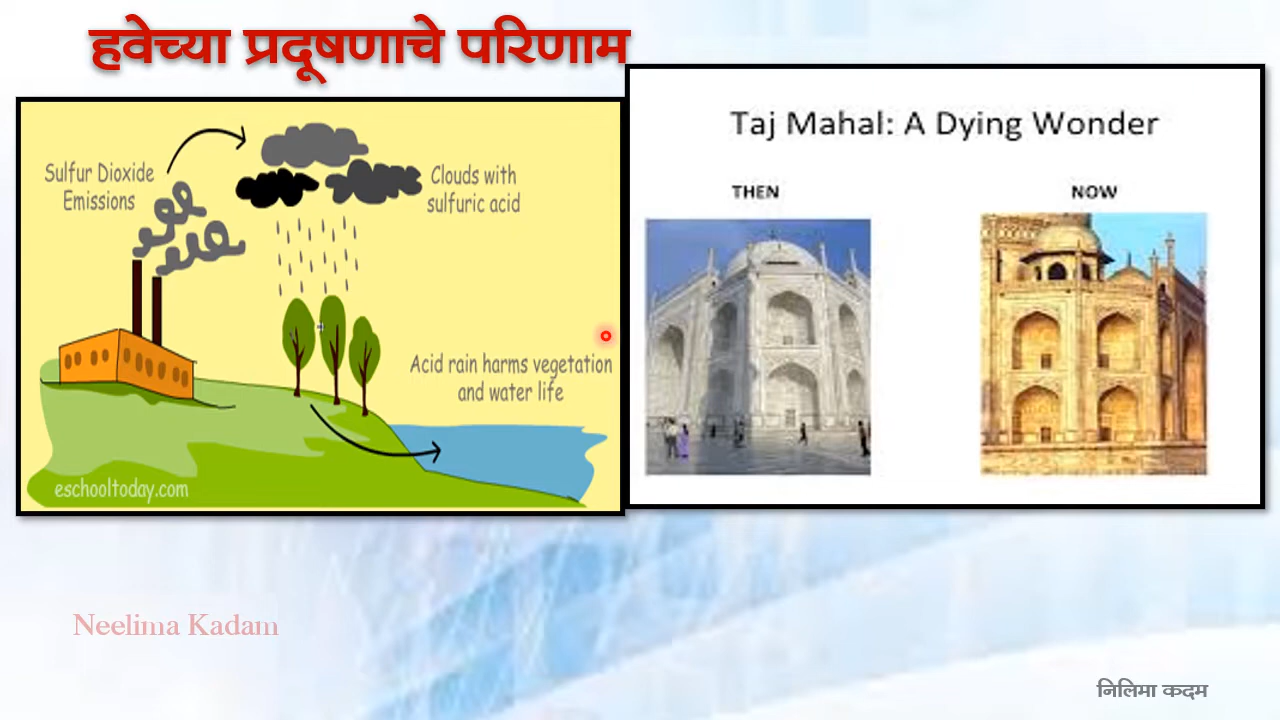 हवेच्या प्रदूषणाचे परिणाम
Sulfur Dioxide
Emissions
Clouds with
sulfuric acid
Acid rain harms vegetation
and water life
eschooltoday.com
Taj Mahal: A Dying Wonder
THEN
NOW
Neelima Kadam
निलिमा कदम